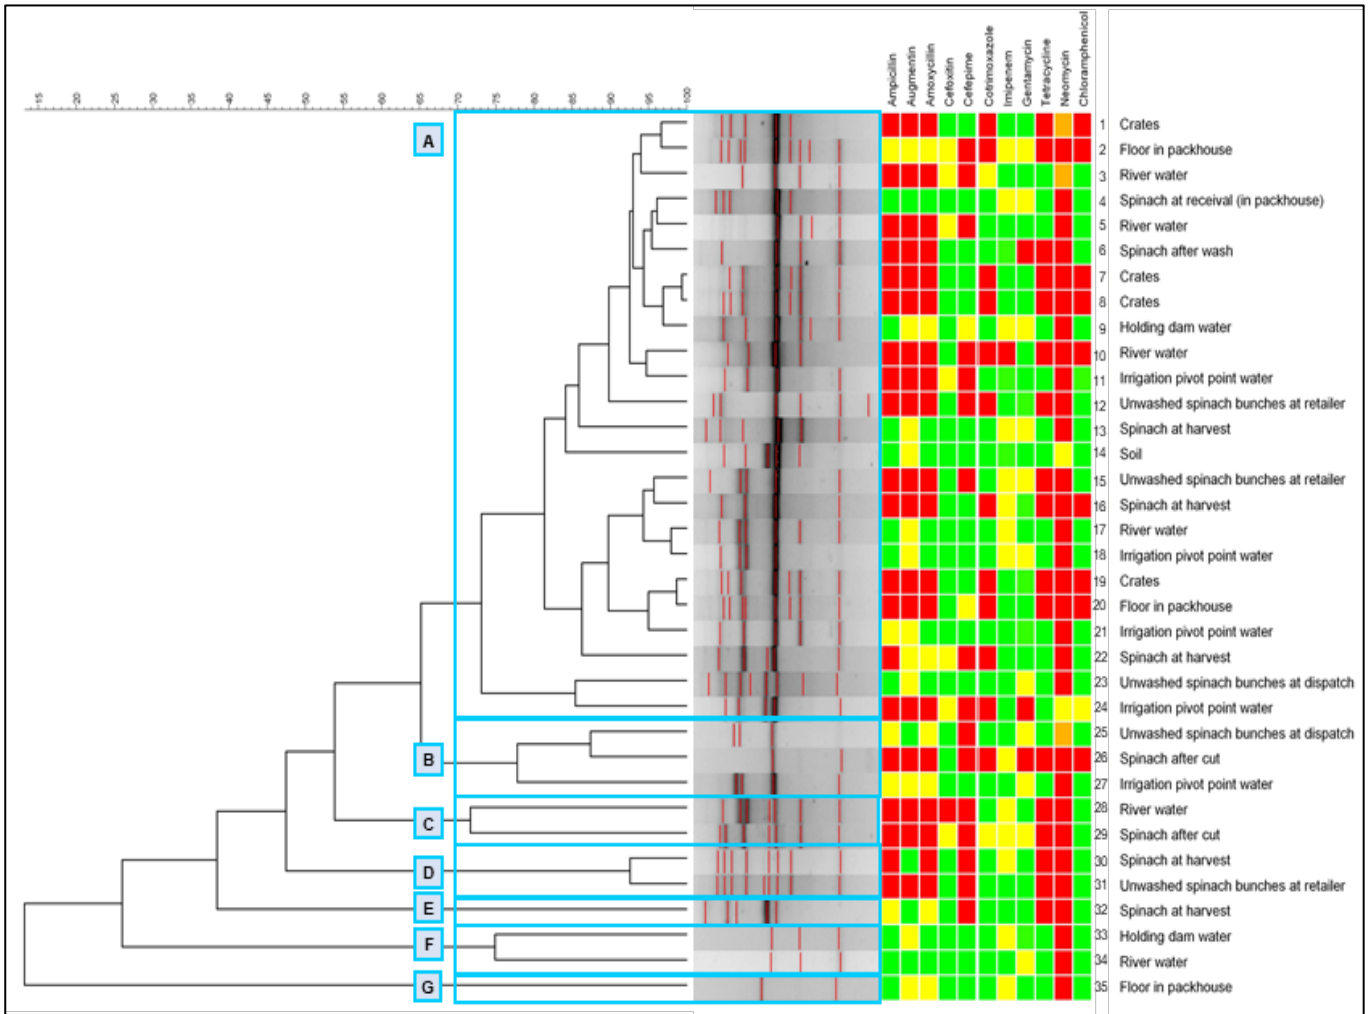 15 20 25 30 35 40 45 50 55 60 65 70 75 80 85 90 95 100
Ampicillin
Augmentin
Amoxycillin
Cefoxitin
Cefepime
Cotrimoxazole
Imipenem
Gentamycin
Tetracycline
Neomycin
Chloramphenicol
A
1 Crates
2 Floor in packhouse
3 River water
4 Spinach at receival (in packhouse)
5 River water
6 Spinach after wash
7 Crates
8 Crates
9 Holding dam water
10 River water
11 Irrigation pivot point water
12 Unwashed spinach bunches at retailer
13 Spinach at harvest
14 Soil
15 Unwashed spinach bunches at retailer
16 Spinach at harvest
17 River water
18 Irrigation pivot point water
19 Crates
20 Floor in packhouse
21 Irrigation pivot point water
22 Spinach at harvest
23 Unwashed spinach bunches at dispatch
24 Irrigation pivot point water
25 Unwashed spinach bunches at dispatch
B
26 Spinach after cut
27 Irrigation pivot point water
28 River water
C
29 Spinach after cut
30 Spinach at harvest
D
31 Unwashed spinach bunches at retailer
E
32 Spinach at harvest
33 Holding dam water
F
34 River water
G
35 Floor in packhouse